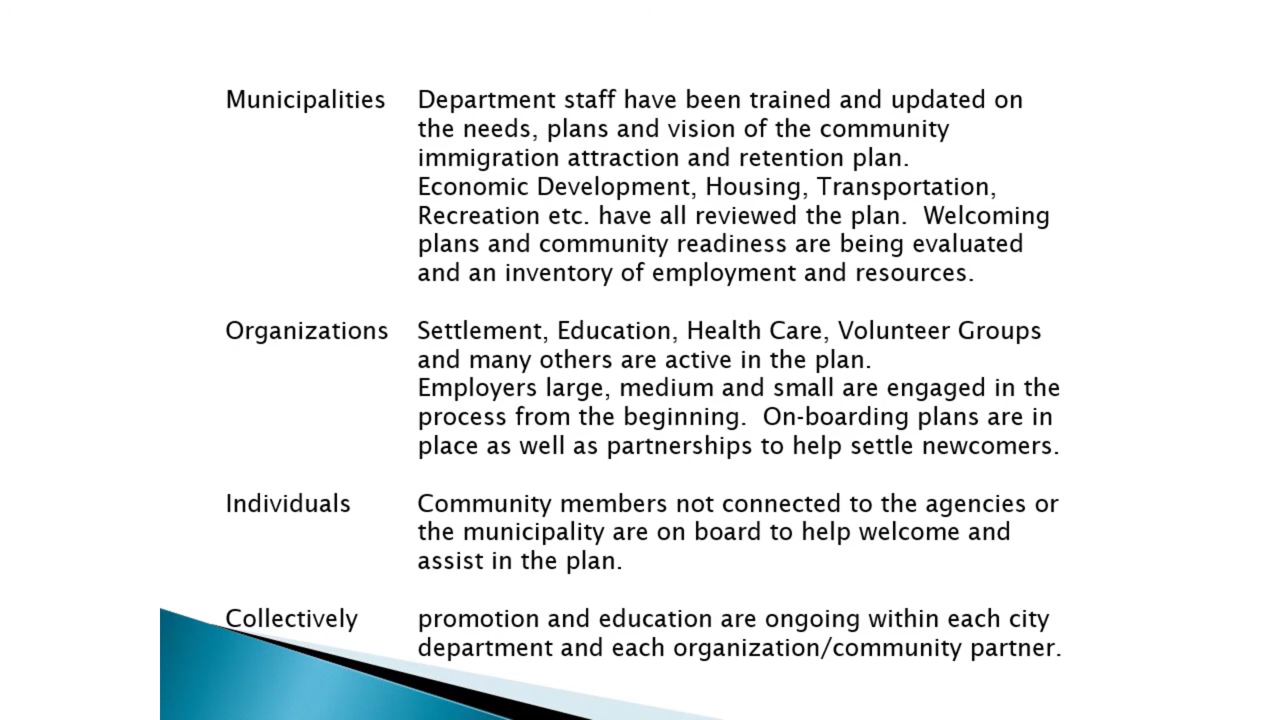 Municipalities Department staff have been trained and updated on
the needs, plans and vision of the community
immigration attraction and retention plan.
Economic Development, Housing, Transportation,
Recreation etc. have all reviewed the plan.  Welcoming
plans and community readiness are being evaluated
and an inventory of employment and resources.
Organizations Settlement, Education, Health Care, Volunteer Groups
and many others are active in the plan.
Employers large, medium and small are engaged in the
process from the beginning.  On-boarding plans are in
place as well as partnerships to help settle newcomers.
Individuals Community members not connected to the agencies or
the municipality are on board to help welcome and
assist in the plan.
Collectively promotion and education are ongoing within each city
department and each organization/community partner.